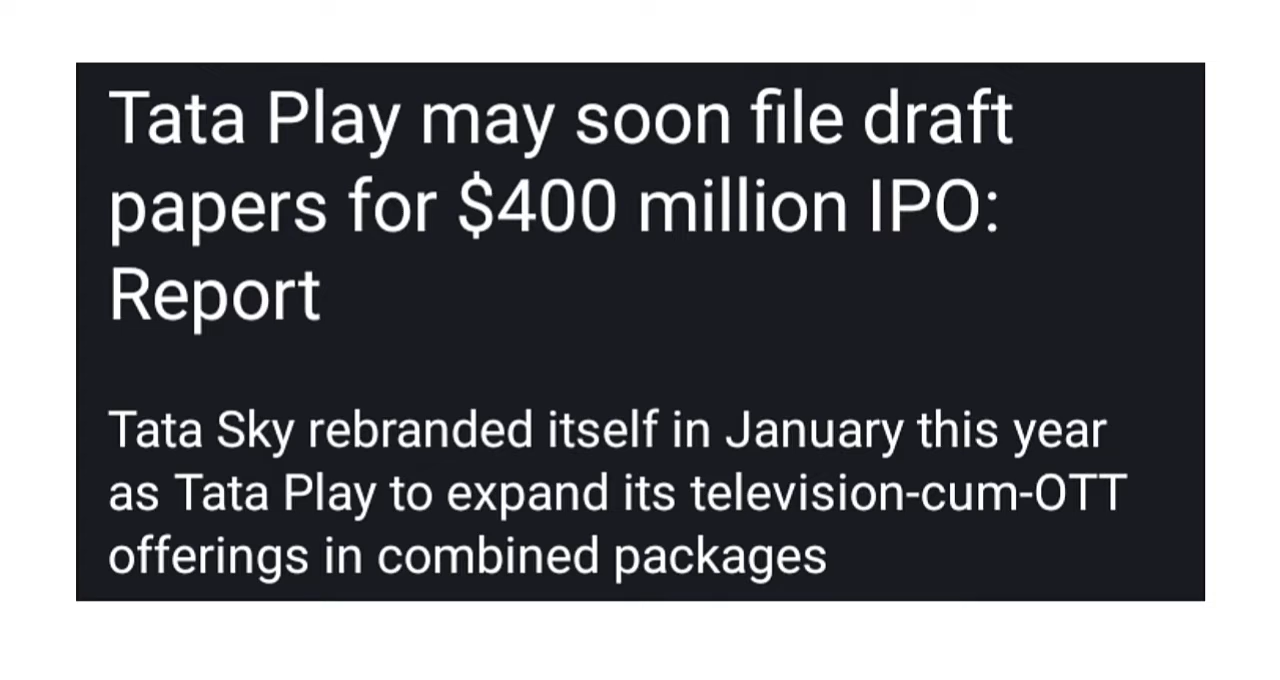 Tata Play may soon file draft
papers for $400 million IPO:
Report
Tata Sky rebranded itself in January this year
as Tata Play to expand its television-cum-OTT
offerings in combined packages